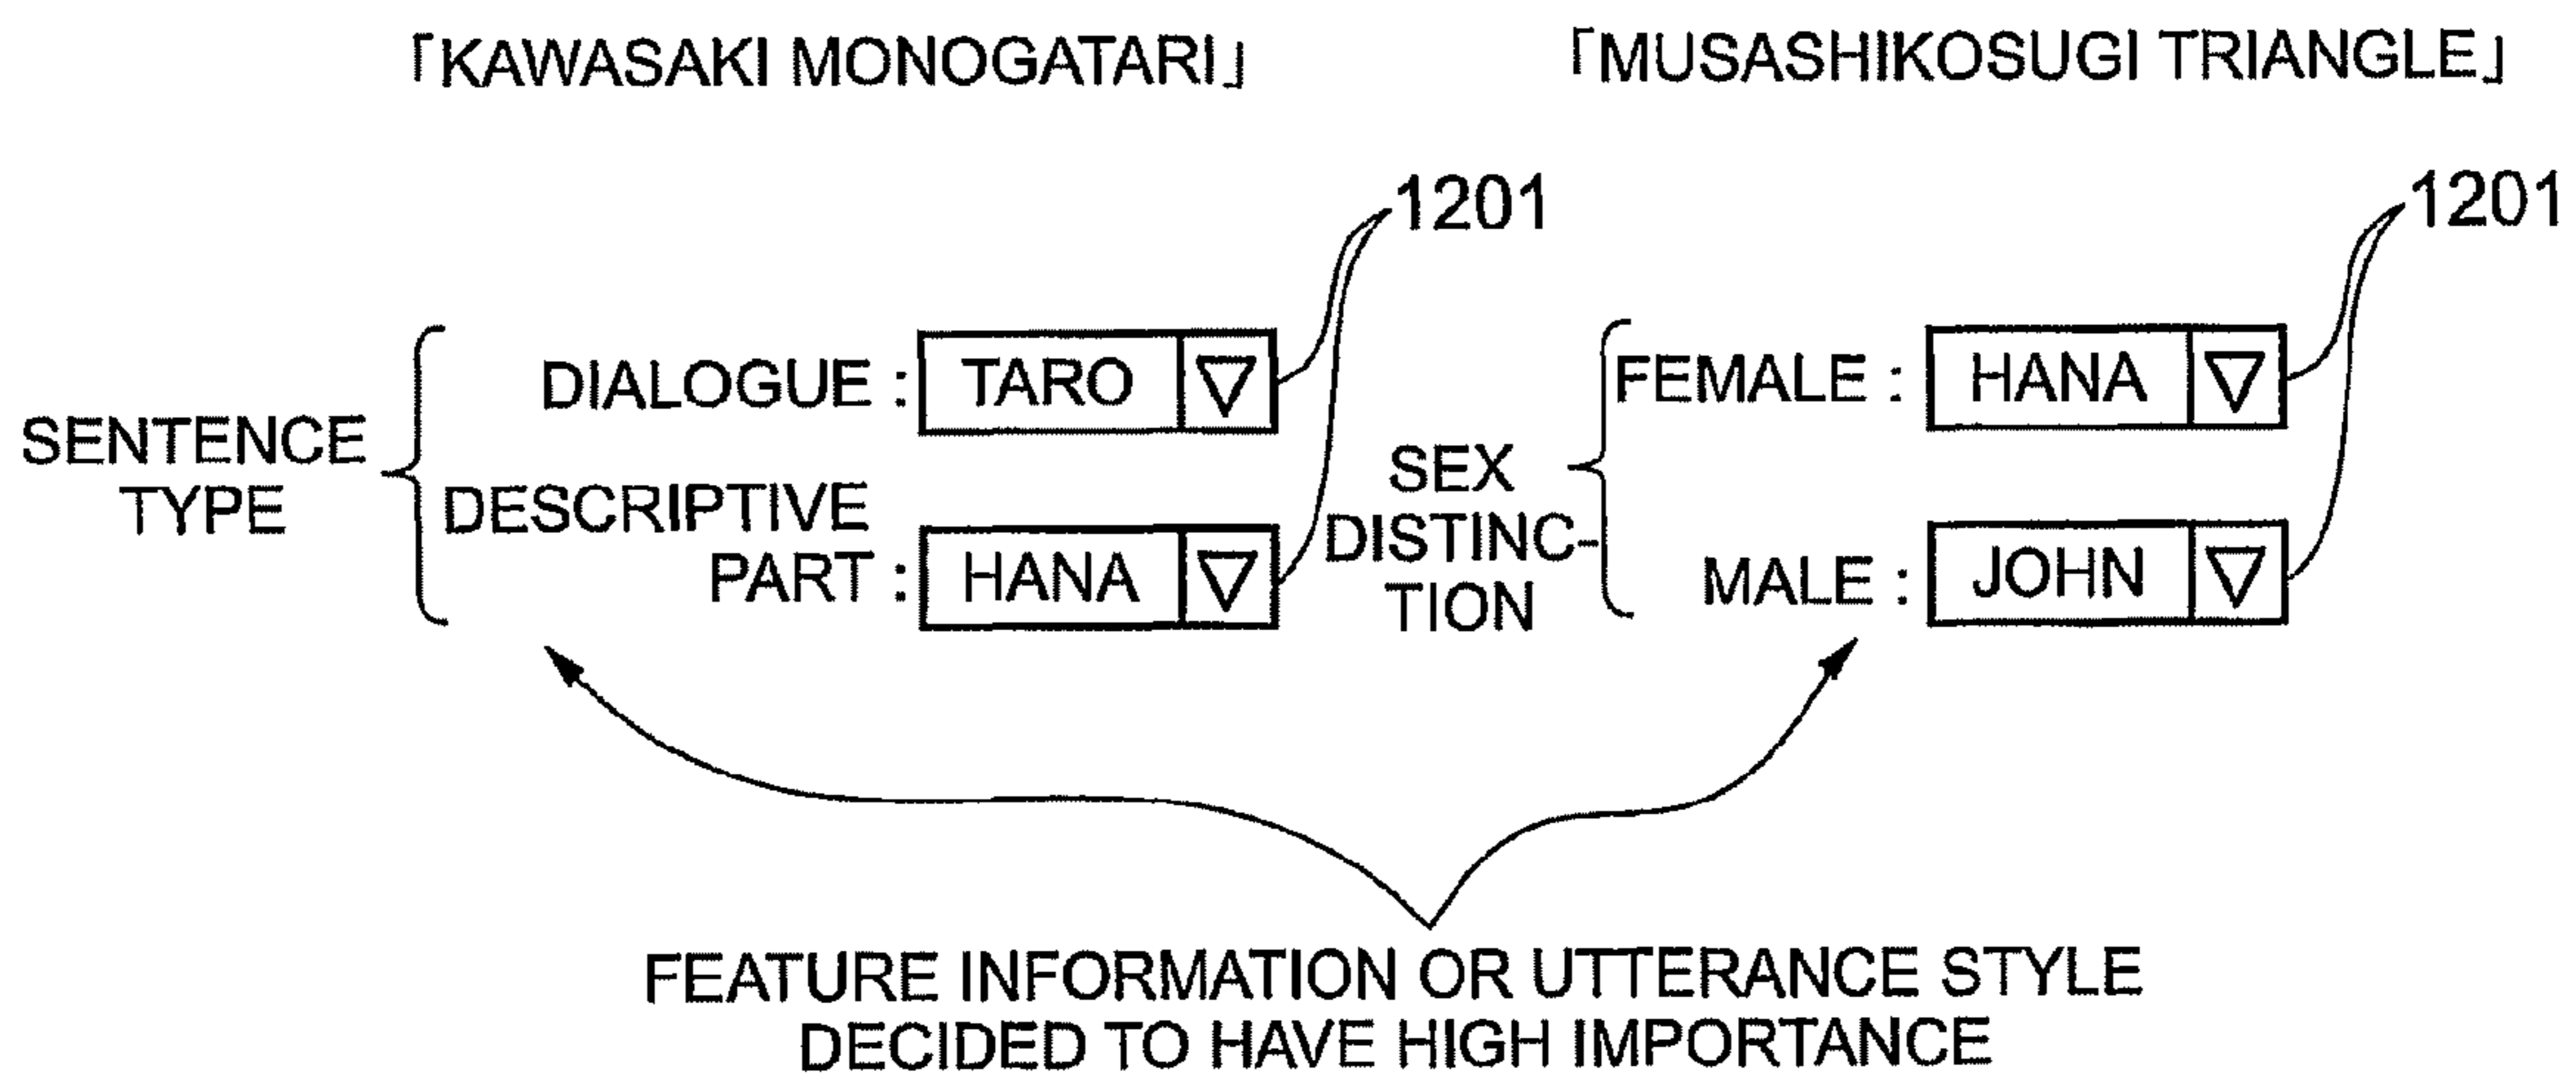 「KAWASAKI MONOGATARI」
「MUSASHIKOSUGI TRIANGLE」
1201
1201
SENTENCE
TYPE
DIALOGUE : TARO
DESCRIPTIVE
PART : HANA
SEX
DISTINC-
TION
FEMALE : HANA
MALE : JOHN
FEATURE INFORMATION OR UTTERANCE STYLE
DECIDED TO HAVE HIGH IMPORTANCE